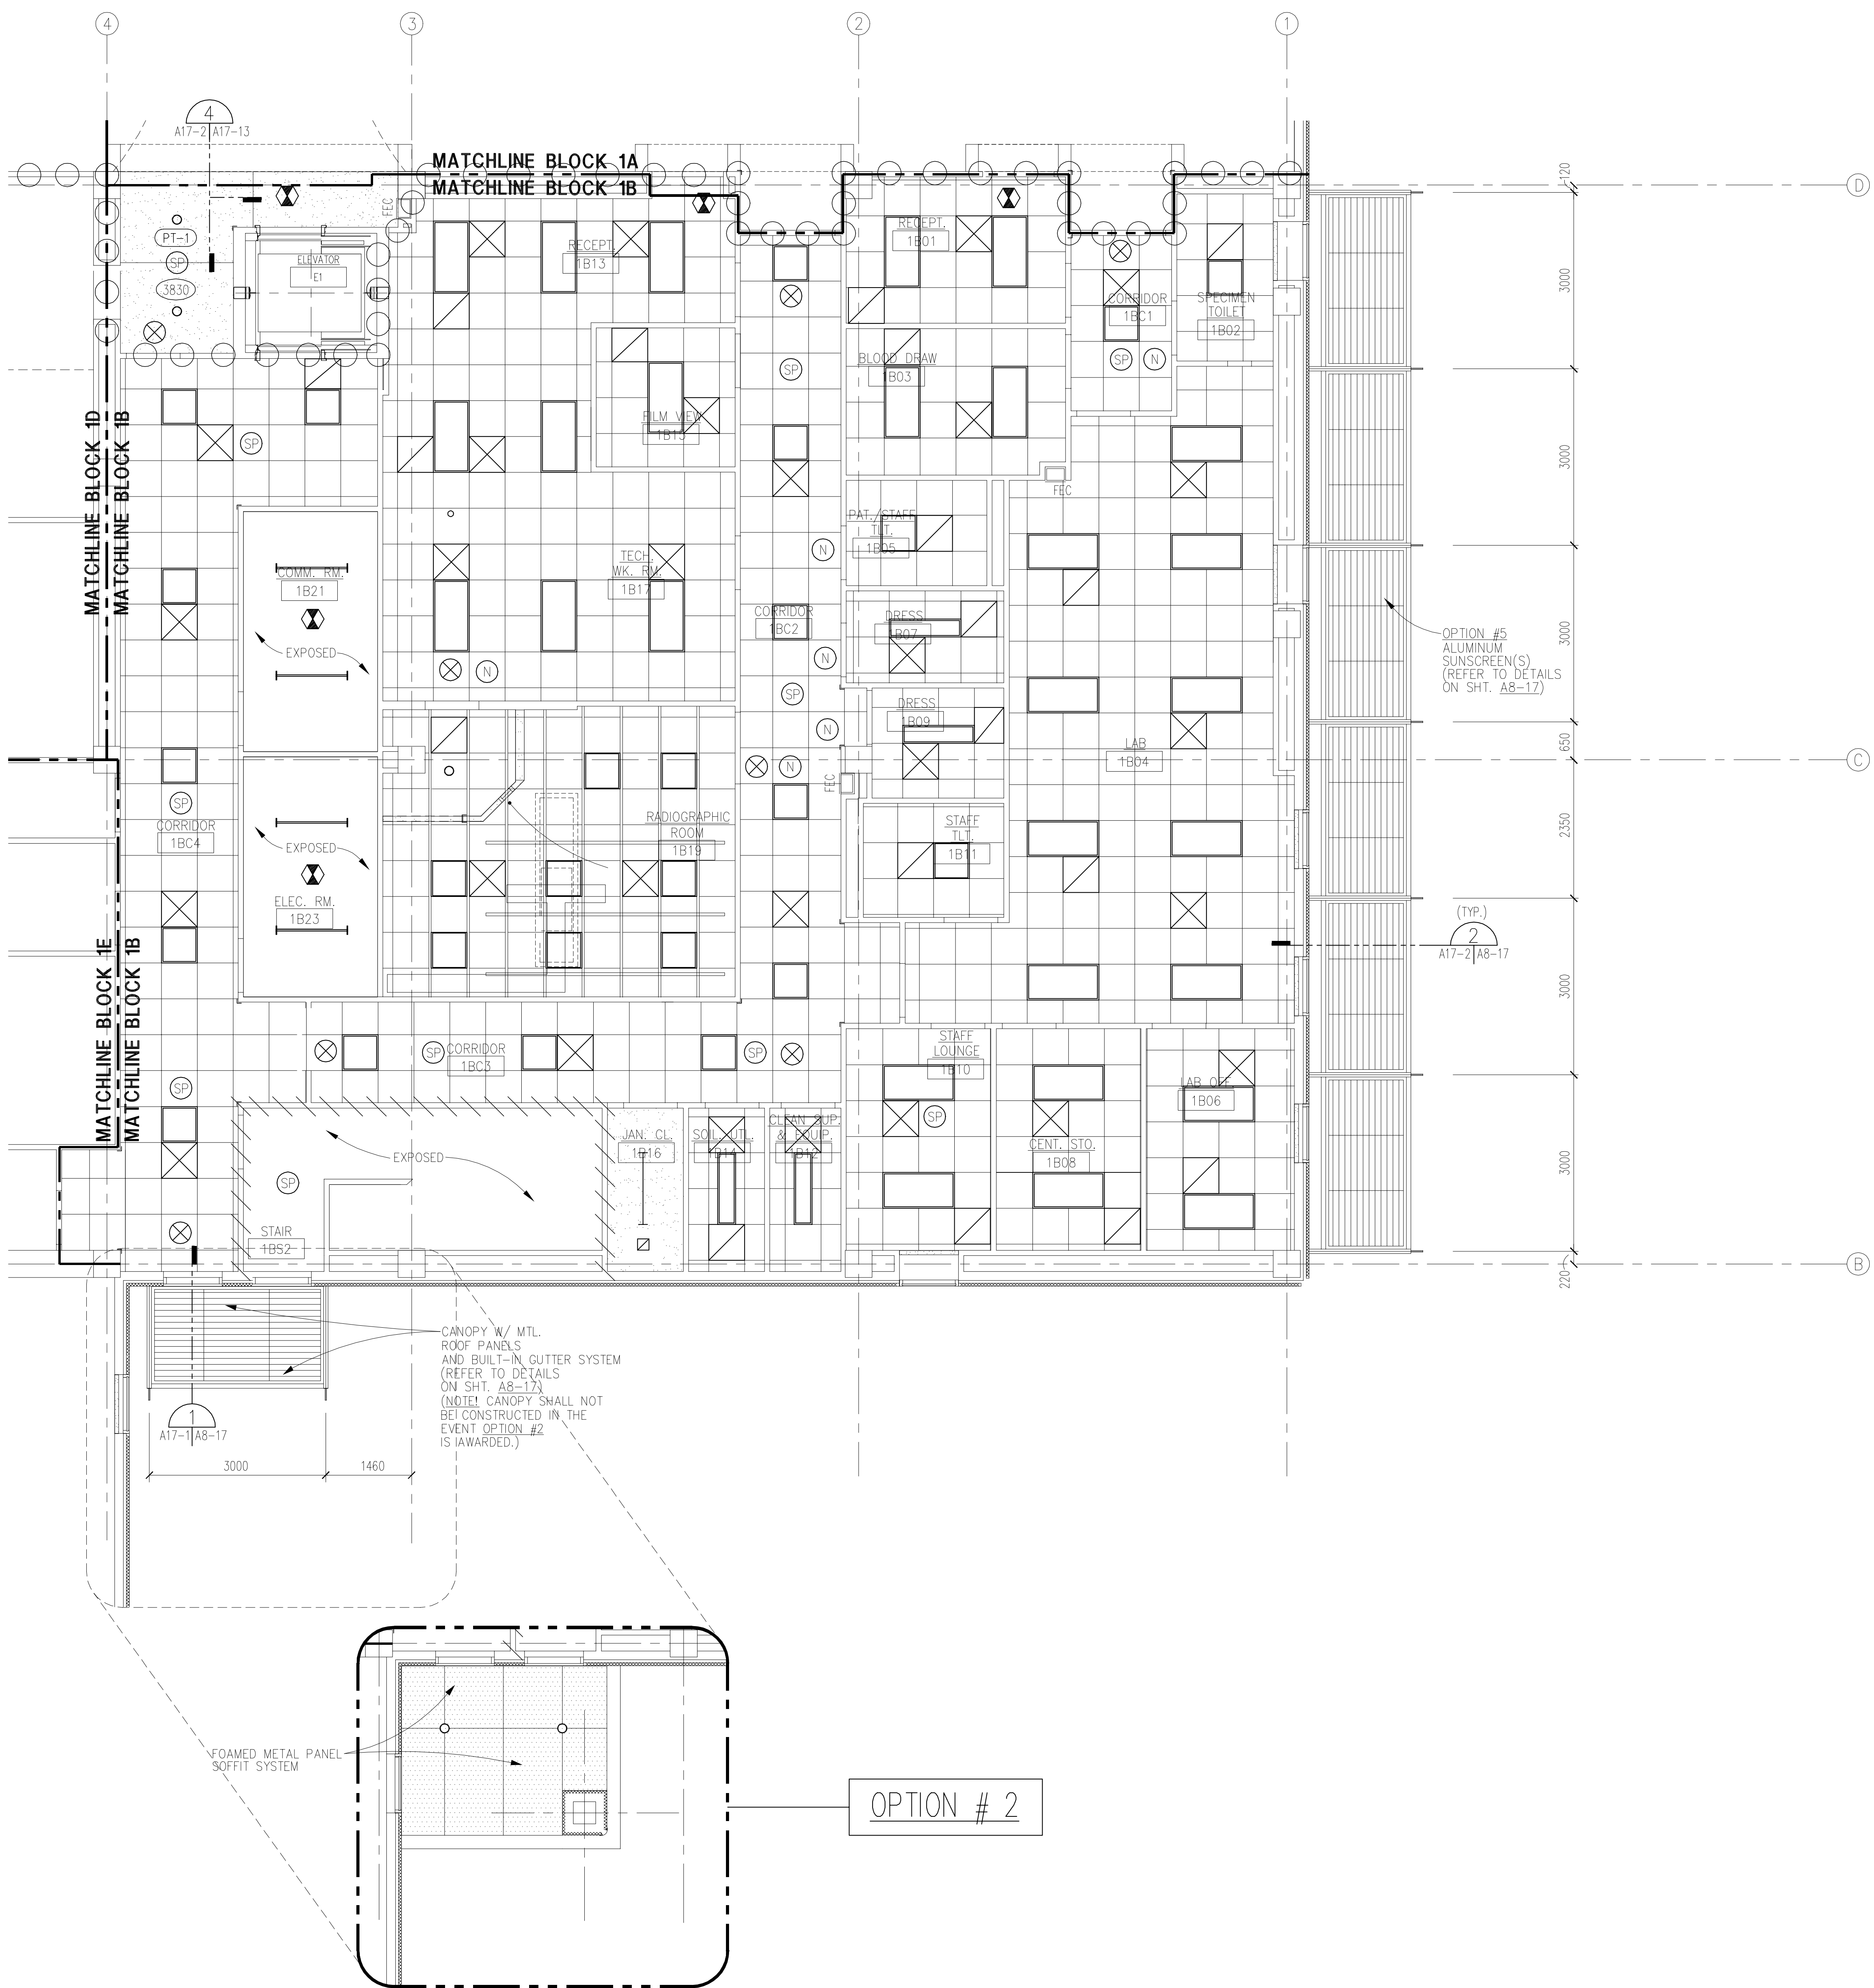 4
3
2
1
4
A17-2 A17-13
MATCHLINE BLOCK 1A
MATCHLINE BLOCK 1B
120
D
FEC
PT-1
SP
3830
ELEVATOR
E1
RECEPT.
1B13
RECEPT.
1B01
CORRIDOR
1BC1
SP
N
SPECIMEN
TOILET
1B02
3000
SP
BLOOD DRAW
1B03
FILM VIEW
1B15
SP
MATCHLINE BLOCK 1D
MATCHLINE BLOCK 1B
FEC
3000
PAT./STAFF
TLT.
1B05
N
COMM. RM.
1B21
EXPOSED
TECH.
WK. RM.
1B17
N
CORRIDOR
1BC2
N
SP
N
DRESS
1B07
3000
OPTION #5
ALUMINUM
SUNSCREEN(S)
(REFER TO DETAILS
ON SHT. A8-17)
DRESS
1B09
LAB
1B04
650
N
C
FEC
SP
CORRIDOR
1BC4
EXPOSED
ELEC. RM.
1B23
RADIOGRAPHIC
ROOM
1B19
STAFF
TLT.
1B11
2350
(TYP.)
2
A17-2 A8-17
MATCHLINE BLOCK 1E
MATCHLINE BLOCK 1B
3000
SP
SP
CORRIDOR
1BC3
SP
STAFF
LOUNGE
1B10
SP
LAB OFF.
1B06
CENT. STO.
1B08
3000
JAN. CL.
1B16
SOIL. UTL.
1B14
CLEAN SUP.
& EQUIP.
1B12
EXPOSED
SP
STAIR
1BS2
B
220
CANOPY W/ MTL.
ROOF PANELS
AND BUILT-IN GUTTER SYSTEM
(REFER TO DETAILS
ON SHT. A8-17)
(NOTE! CANOPY SHALL NOT
BE CONSTRUCTED IN THE
EVENT OPTION #2
IS AWARDED.)
1
A17-1 A8-17
3000
1460
FOAMED METAL PANEL
SOFFIT SYSTEM
OPTION # 2